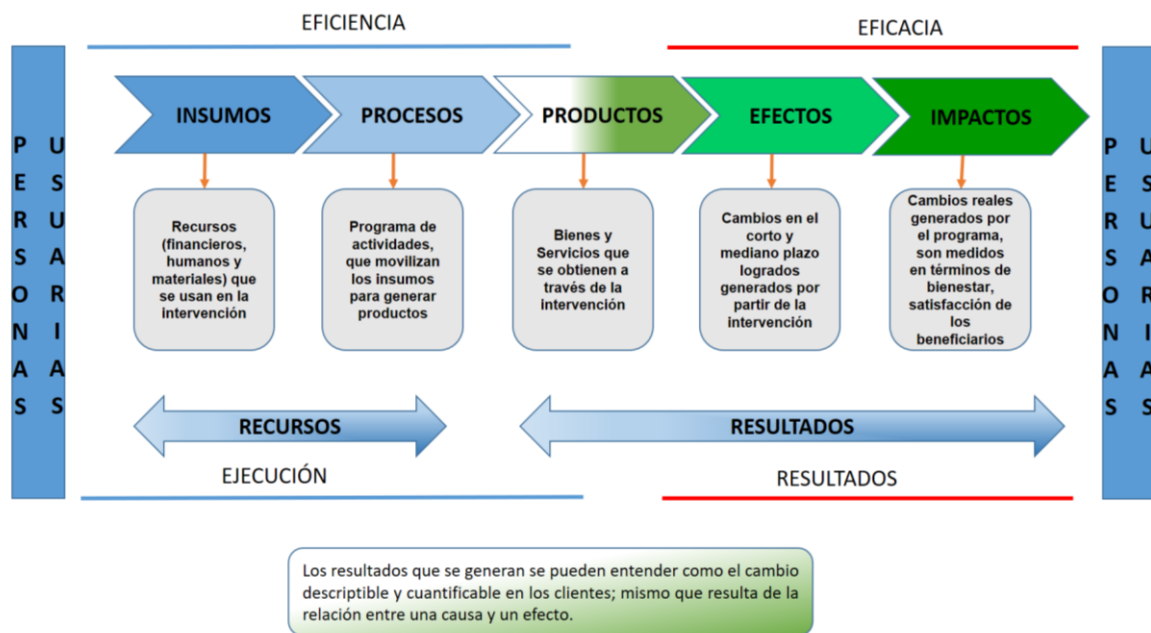 EFICIENCIA
EFICACIA
PERSONAS
USUARIAS
INSUMOS
PROCESOS
PRODUCTOS
EFECTOS
IMPACTOS
Recursos
(financieros,
humanos y
materiales) que
se usan en la
intervención
Programa de
actividades,
que movilizan
los insumos
para generar
productos
Bienes y
Servicios que
se obtienen a
través de la
intervención
Cambios en el
corto y
mediano plazo
logrados
generados por
partir de la
intervención
Cambios reales
generados por
el programa,
son medidos
en términos de
bienestar,
satisfacción de
los
beneficiarios
PERSONAS
USUARIAS
RECURSOS
RESULTADOS
EJECUCIÓN
RESULTADOS
Los resultados que se generan se pueden entender como el cambio
descriptible y cuantificable en los clientes; mismo que resulta de la
relación entre una causa y un efecto.